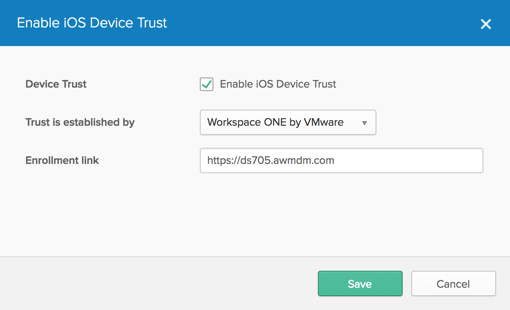 Enable iOS Device Trust
Device Trust Enable iOS Device Trust
Trust is established by Workspace ONE by VMware
Enrollment link https://ds705.awmdm.com
Save Cancel